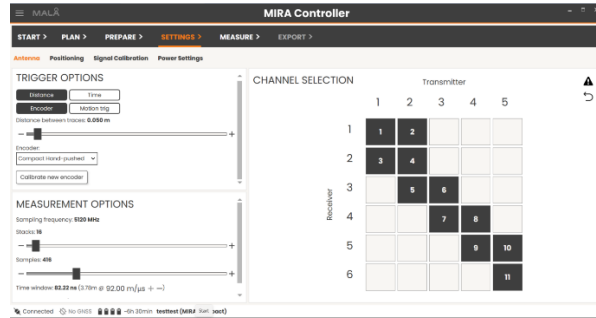 MALÅ
MIRA Controller
START > PLAN > PREPARE > SETTINGS > MEASURE > EXPORT >
Antenna Positioning Signal Calibration Power Settings
TRIGGER OPTIONS
Distance Time
Encoder Motion trig
Distance between traces: 0.050 m
− +
Encoder:
Compact Hand-pushed
Calibrate new encoder
MEASUREMENT OPTIONS
Sampling frequency: 5120 MHz
Stacks: 16
− +
Samples: 416
− +
Time window: 82.22 ns (3.78m @ 92.00 m/µs + −)
CHANNEL SELECTION
Transmitter
1 2 3 4 5
Receiver
1 1 2
2 3 4
3 5 6
4 7 8
5 9 10
6 11
Connected No GNSS ~6h 30min testtest (MIRA Set